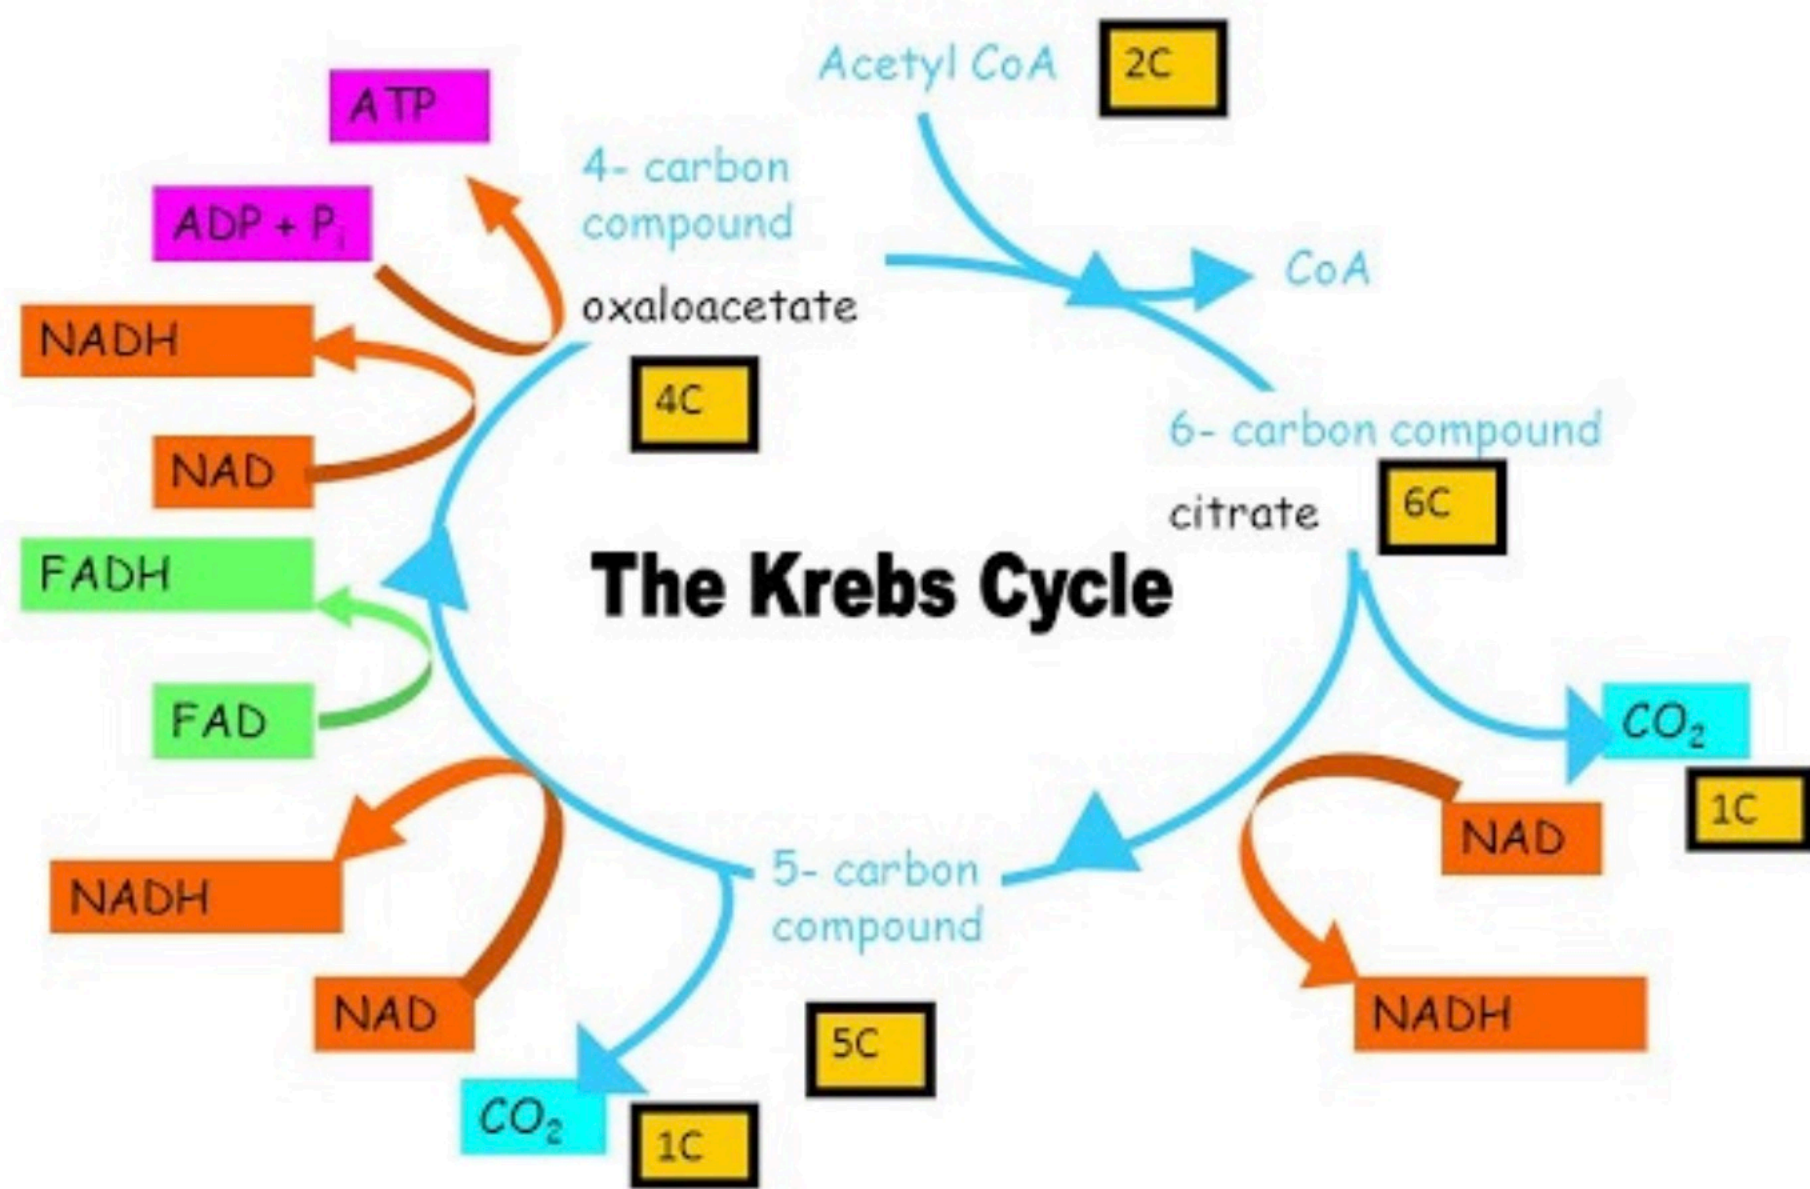 Acetyl CoA
2C
ATP
4- carbon
compound
ADP + Pi
CoA
oxaloacetate
NADH
4C
6- carbon compound
NAD
citrate
6C
The Krebs Cycle
FADH
FAD
CO₂
1C
NAD
5- carbon
compound
NADH
NAD
NADH
5C
CO₂
1C